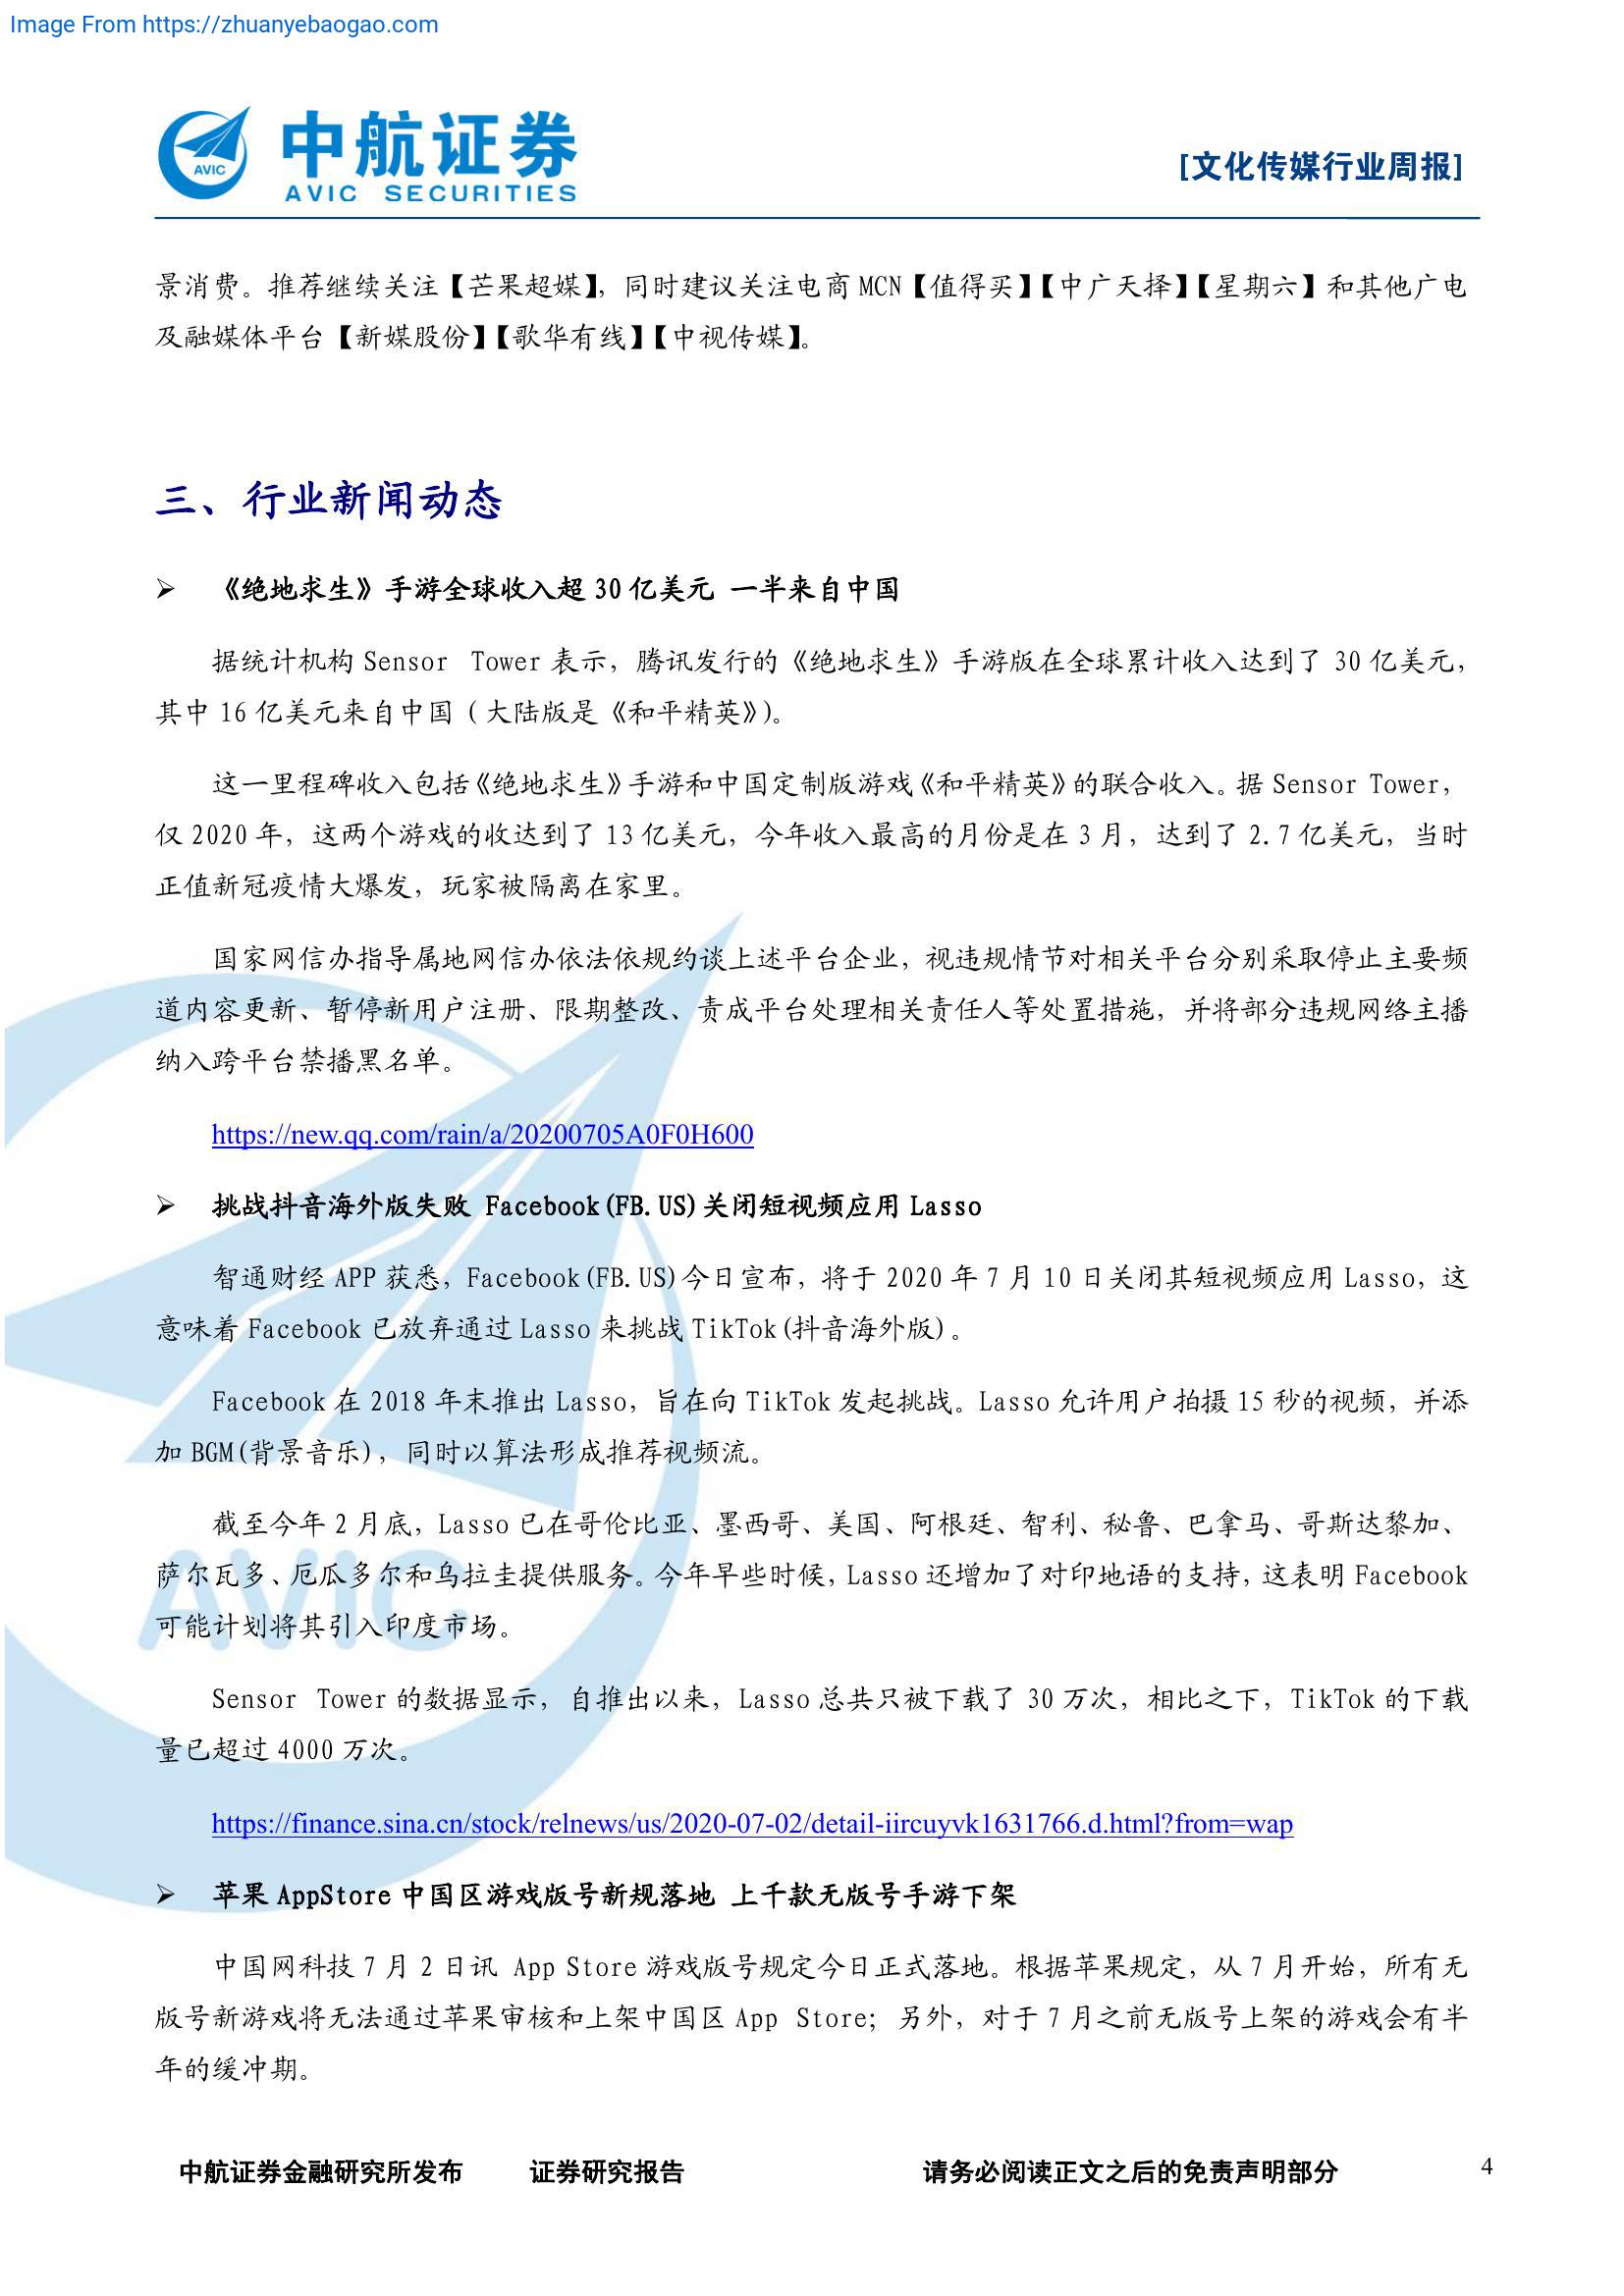 Image From https://zhuanyebaogao.com
AVIC
中航证券
AVIC SECURITIES
[文化传媒行业周报]
景消费。推荐继续关注【芒果超媒】，同时建议关注电商 MCN【值得买】【中广天择】【星期六】和其他广电
及融媒体平台【新媒股份】【歌华有线】【中视传媒】。
三、行业新闻动态
➢ 《绝地求生》手游全球收入超 30 亿美元 一半来自中国
据统计机构 Sensor Tower 表示，腾讯发行的《绝地求生》手游版在全球累计收入达到了 30 亿美元，
其中 16 亿美元来自中国（大陆版是《和平精英》)。
这一里程碑收入包括《绝地求生》手游和中国定制版游戏《和平精英》的联合收入。据 Sensor Tower，
仅 2020 年，这两个游戏的收达到了 13 亿美元，今年收入最高的月份是在 3 月，达到了 2.7 亿美元，当时
正值新冠疫情大爆发，玩家被隔离在家里。
国家网信办指导属地网信办依法依规约谈上述平台企业，视违规情节对相关平台分别采取停止主要频
道内容更新、暂停新用户注册、限期整改、责成平台处理相关责任人等处置措施，并将部分违规网络主播
纳入跨平台禁播黑名单。
https://new.qq.com/rain/a/20200705A0F0H600
➢ 挑战抖音海外版失败 Facebook(FB.US)关闭短视频应用 Lasso
智通财经 APP 获悉，Facebook(FB.US)今日宣布，将于 2020 年 7 月 10 日关闭其短视频应用 Lasso，这
意味着 Facebook 已放弃通过 Lasso 来挑战 TikTok(抖音海外版)。
Facebook 在 2018 年末推出 Lasso，旨在向 TikTok 发起挑战。Lasso 允许用户拍摄 15 秒的视频，并添
加 BGM(背景音乐)，同时以算法形成推荐视频流。
截至今年 2 月底，Lasso 已在哥伦比亚、墨西哥、美国、阿根廷、智利、秘鲁、巴拿马、哥斯达黎加、
萨尔瓦多、厄瓜多尔和乌拉圭提供服务。今年早些时候，Lasso 还增加了对印地语的支持，这表明 Facebook
可能计划将其引入印度市场。
Sensor Tower 的数据显示，自推出以来，Lasso 总共只被下载了 30 万次，相比之下，TikTok 的下载
量已超过 4000 万次。
https://finance.sina.cn/stock/relnews/us/2020-07-02/detail-iircuyvk1631766.d.html?from=wap
➢ 苹果 AppStore 中国区游戏版号新规落地 上千款无版号手游下架
中国网科技 7 月 2 日讯 App Store 游戏版号规定今日正式落地。根据苹果规定，从 7 月开始，所有无
版号新游戏将无法通过苹果审核和上架中国区 App Store；另外，对于 7 月之前无版号上架的游戏会有半
年的缓冲期。
AVIC
中航证券金融研究所发布 证券研究报告 请务必阅读正文之后的免责声明部分 4